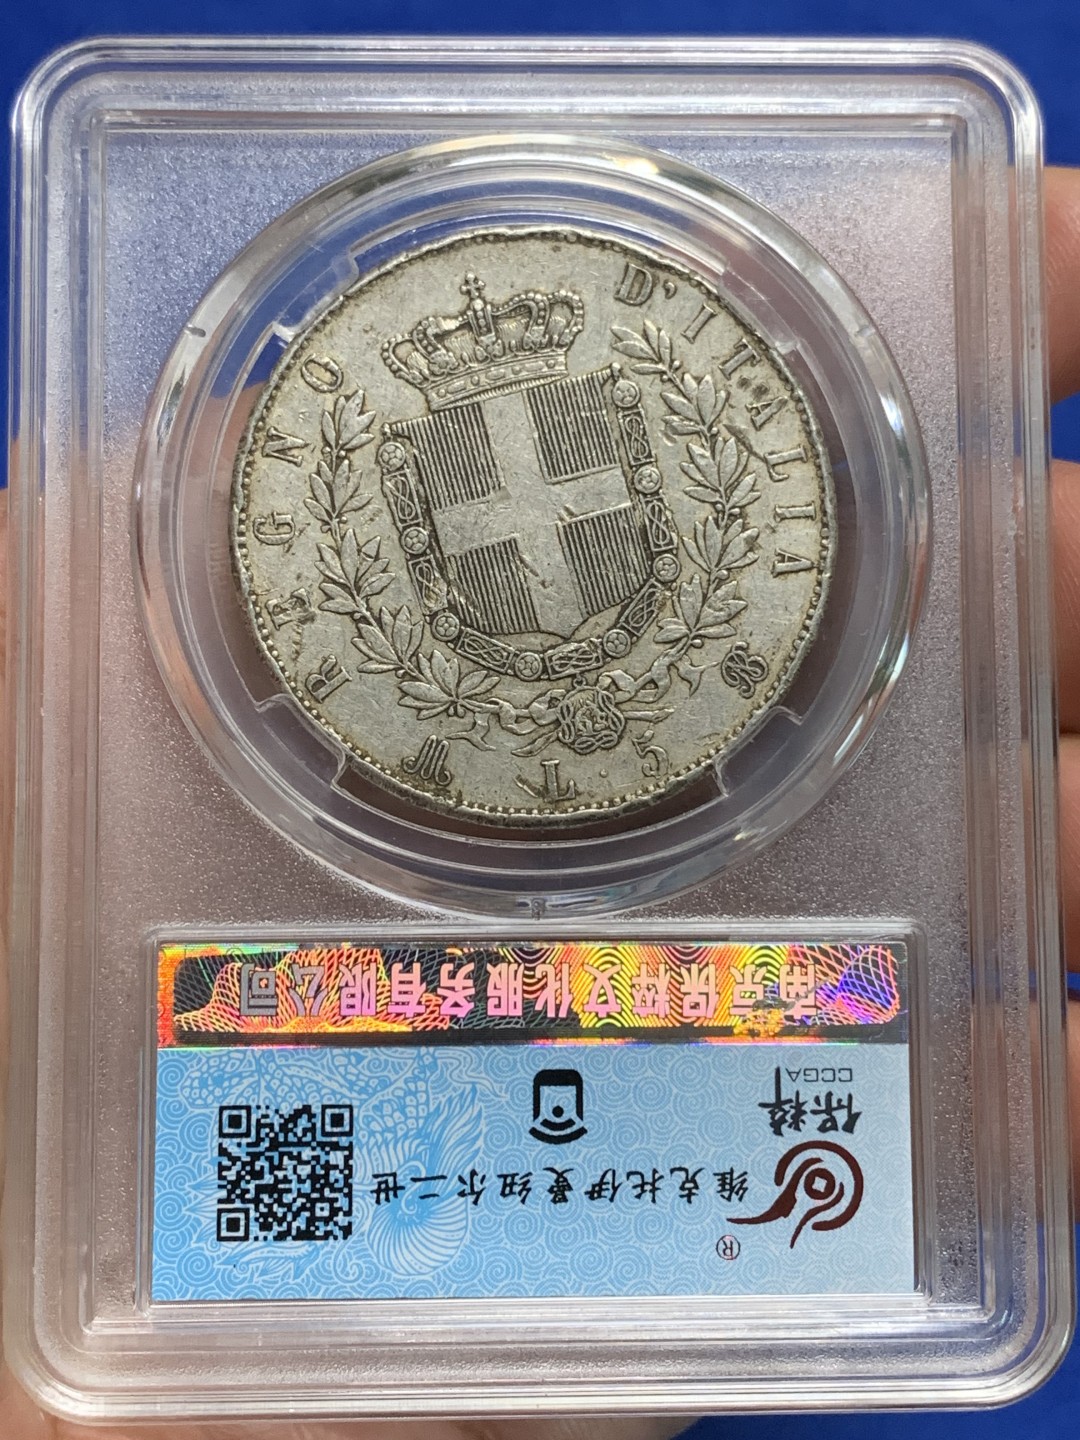 REGNO D'ITALIA
M L. 5 B
南京保粹文化服务有限公司
保粹
CCGA
维克托伊曼纽尔二世
®